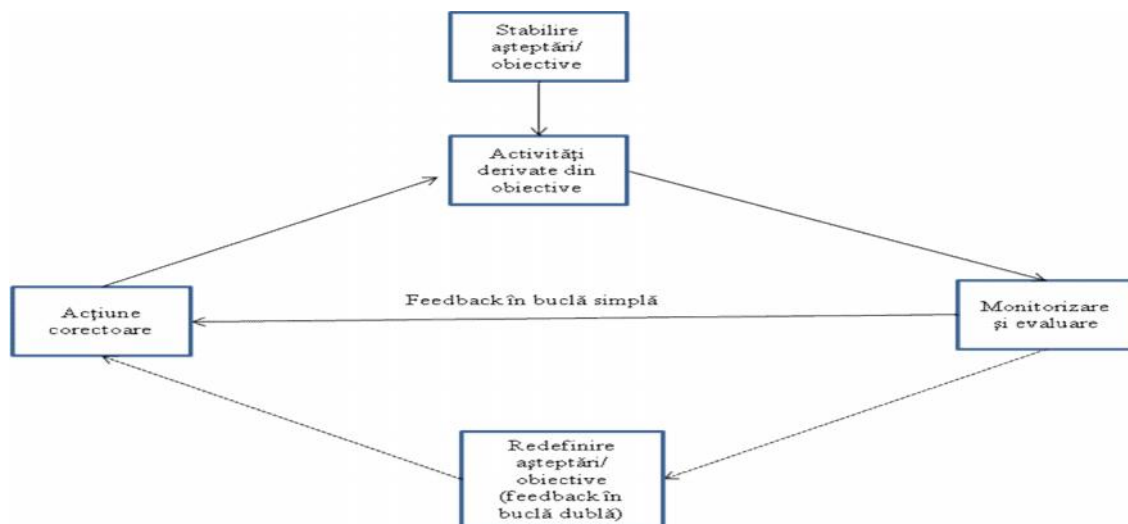 Stabilire
aşteptări/
obiective
Activităţi
derivate din
obiective
Feedback în buclă simplă
Acţiune
corectoare
Monitorizare
şi evaluare
Redefinire
aşteptări/
obiective
(feedback în
buclă dublă)